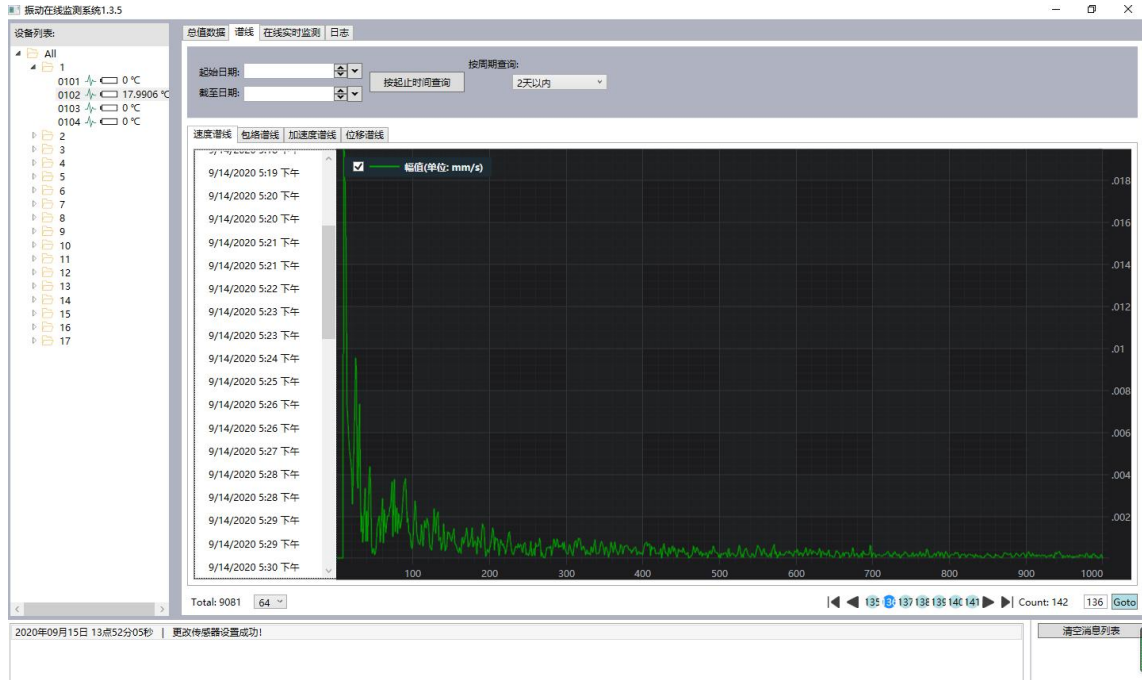 振动在线监测系统1.3.5
设备列表:
All
1
0101 0 ℃
0102 17.9906 ℃
0103 0 ℃
0104 0 ℃
2
3
4
5
6
7
8
9
10
11
12
13
14
15
16
17
总值数据 谱线 在线实时监测 日志
起始日期:
截至日期:
按起止时间查询
按周期查询:
2天以内
速度谱线 包络谱线 加速度谱线 位移谱线
9/14/2020 5:19 下午
9/14/2020 5:20 下午
9/14/2020 5:20 下午
9/14/2020 5:21 下午
9/14/2020 5:21 下午
9/14/2020 5:22 下午
9/14/2020 5:23 下午
9/14/2020 5:23 下午
9/14/2020 5:24 下午
9/14/2020 5:25 下午
9/14/2020 5:26 下午
9/14/2020 5:26 下午
9/14/2020 5:27 下午
9/14/2020 5:28 下午
9/14/2020 5:28 下午
9/14/2020 5:29 下午
9/14/2020 5:29 下午
9/14/2020 5:30 下午
幅值(单位: mm/s)
.018
.016
.014
.012
.01
.008
.006
.004
.002
100 200 300 400 500 600 700 800 900 1000
Total: 9081 64
135 136 137 138 139 140 141 Count: 142 136 Goto
2020年09月15日 13点52分05秒 | 更改传感器设置成功!
清空消息列表